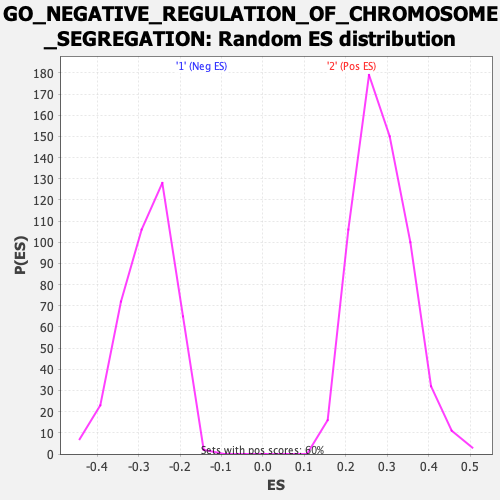 GO_NEGATIVE_REGULATION_OF_CHROMOSOME
_SEGREGATION: Random ES distribution
'1' (Neg ES) '2' (Pos ES)
180
170
160
150
140
130
120
110
100
90
80
70
60
50
40
30
20
10
0
P(ES)
Sets with pos scores: 60%
-0.4 -0.3 -0.2 -0.1 0.0 0.1 0.2 0.3 0.4 0.5
ES